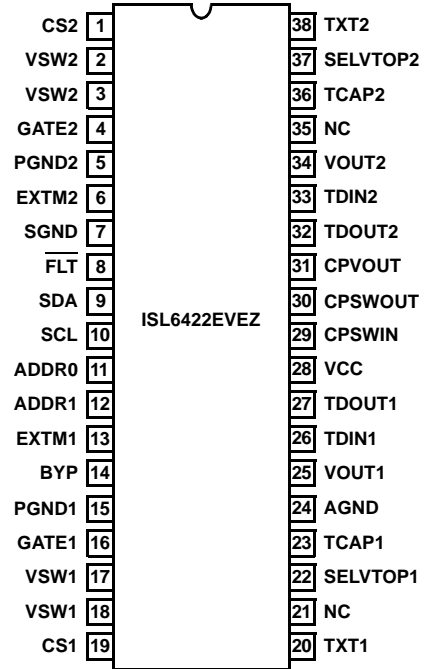 CS2 1 38 TXT2
VSW2 2 37 SELVTOP2
VSW2 3 36 TCAP2
GATE2 4 35 NC
PGND2 5 34 VOUT2
EXTM2 6 33 TDIN2
SGND 7 32 TDOUT2
FLT 8 31 CPVOUT
SDA 9 30 CPSWOUT
ISL6422EVEZ
SCL 10 29 CPSWIN
ADDR0 11 28 VCC
ADDR1 12 27 TDOUT1
EXTM1 13 26 TDIN1
BYP 14 25 VOUT1
PGND1 15 24 AGND
GATE1 16 23 TCAP1
VSW1 17 22 SELVTOP1
VSW1 18 21 NC
CS1 19 20 TXT1